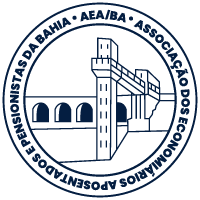 • AEA/BA • ASSOCIAÇÃO DOS ECONOMIÁRIOS APOSENTADOS E PENSIONISTAS DA BAHIA